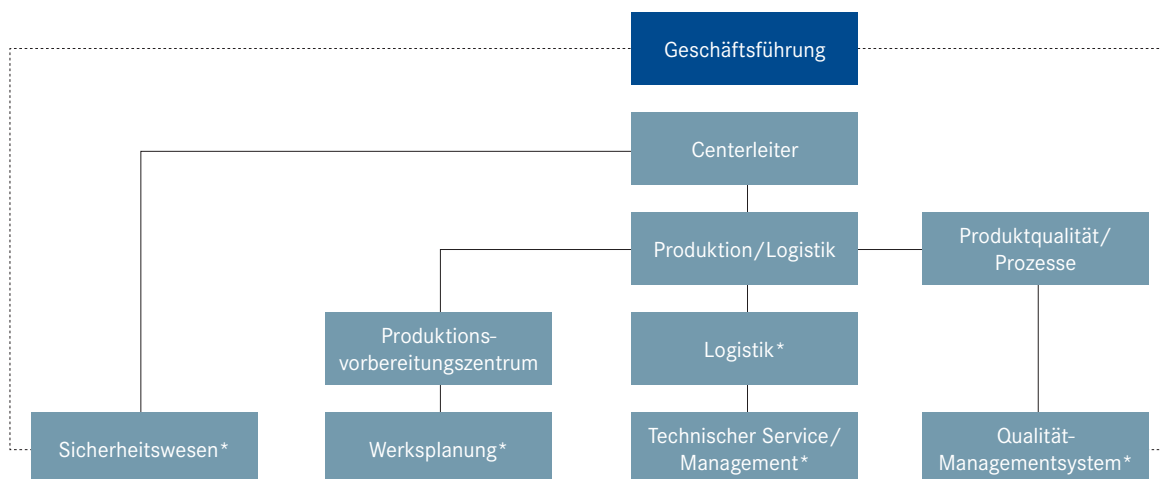 Geschäftsführung
Centerleiter
Produktion/Logistik
Produktqualität/
Prozesse
Produktions-
vorbereitungszentrum
Logistik*
Sicherheitswesen*
Werksplanung*
Technischer Service/
Management*
Qualität-
Managementsystem*